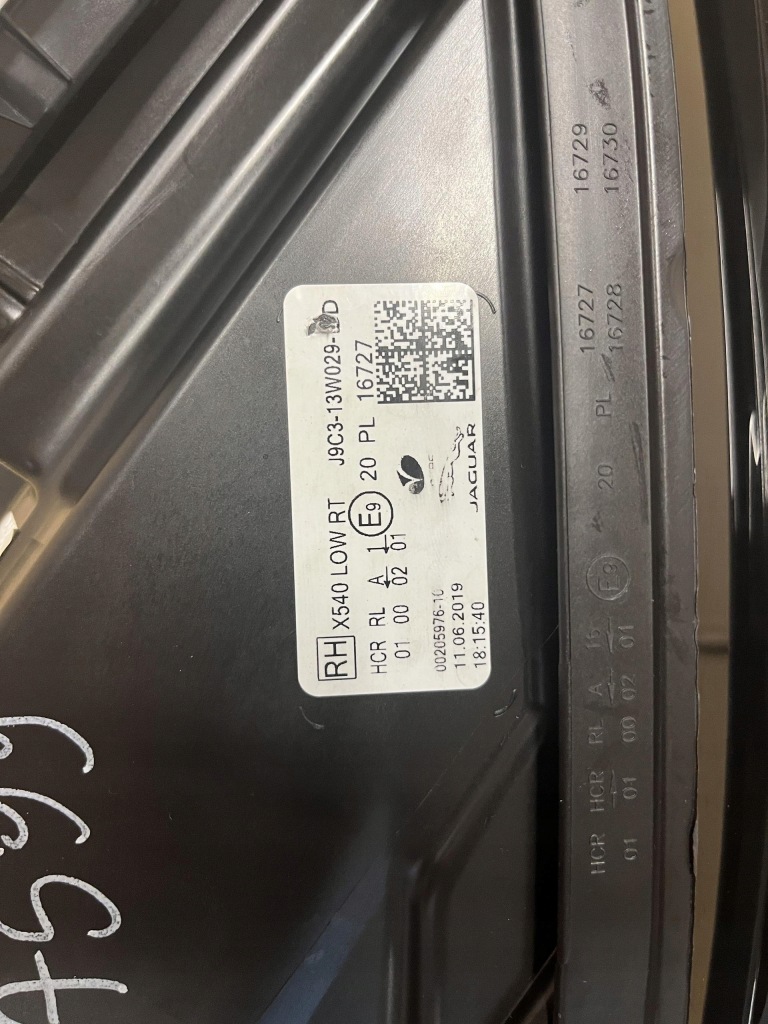 RH X540 LOW RT J9C3-13W029-
HCR RL A 1 E9 20 PL 16727
01 00 02 01
00205976-10
11.06.2019
18:15:40
JAGUAR
HCR HCR RL A 15 E9 20 PL 16727 16729
01 01 00 02 01 16728 16730